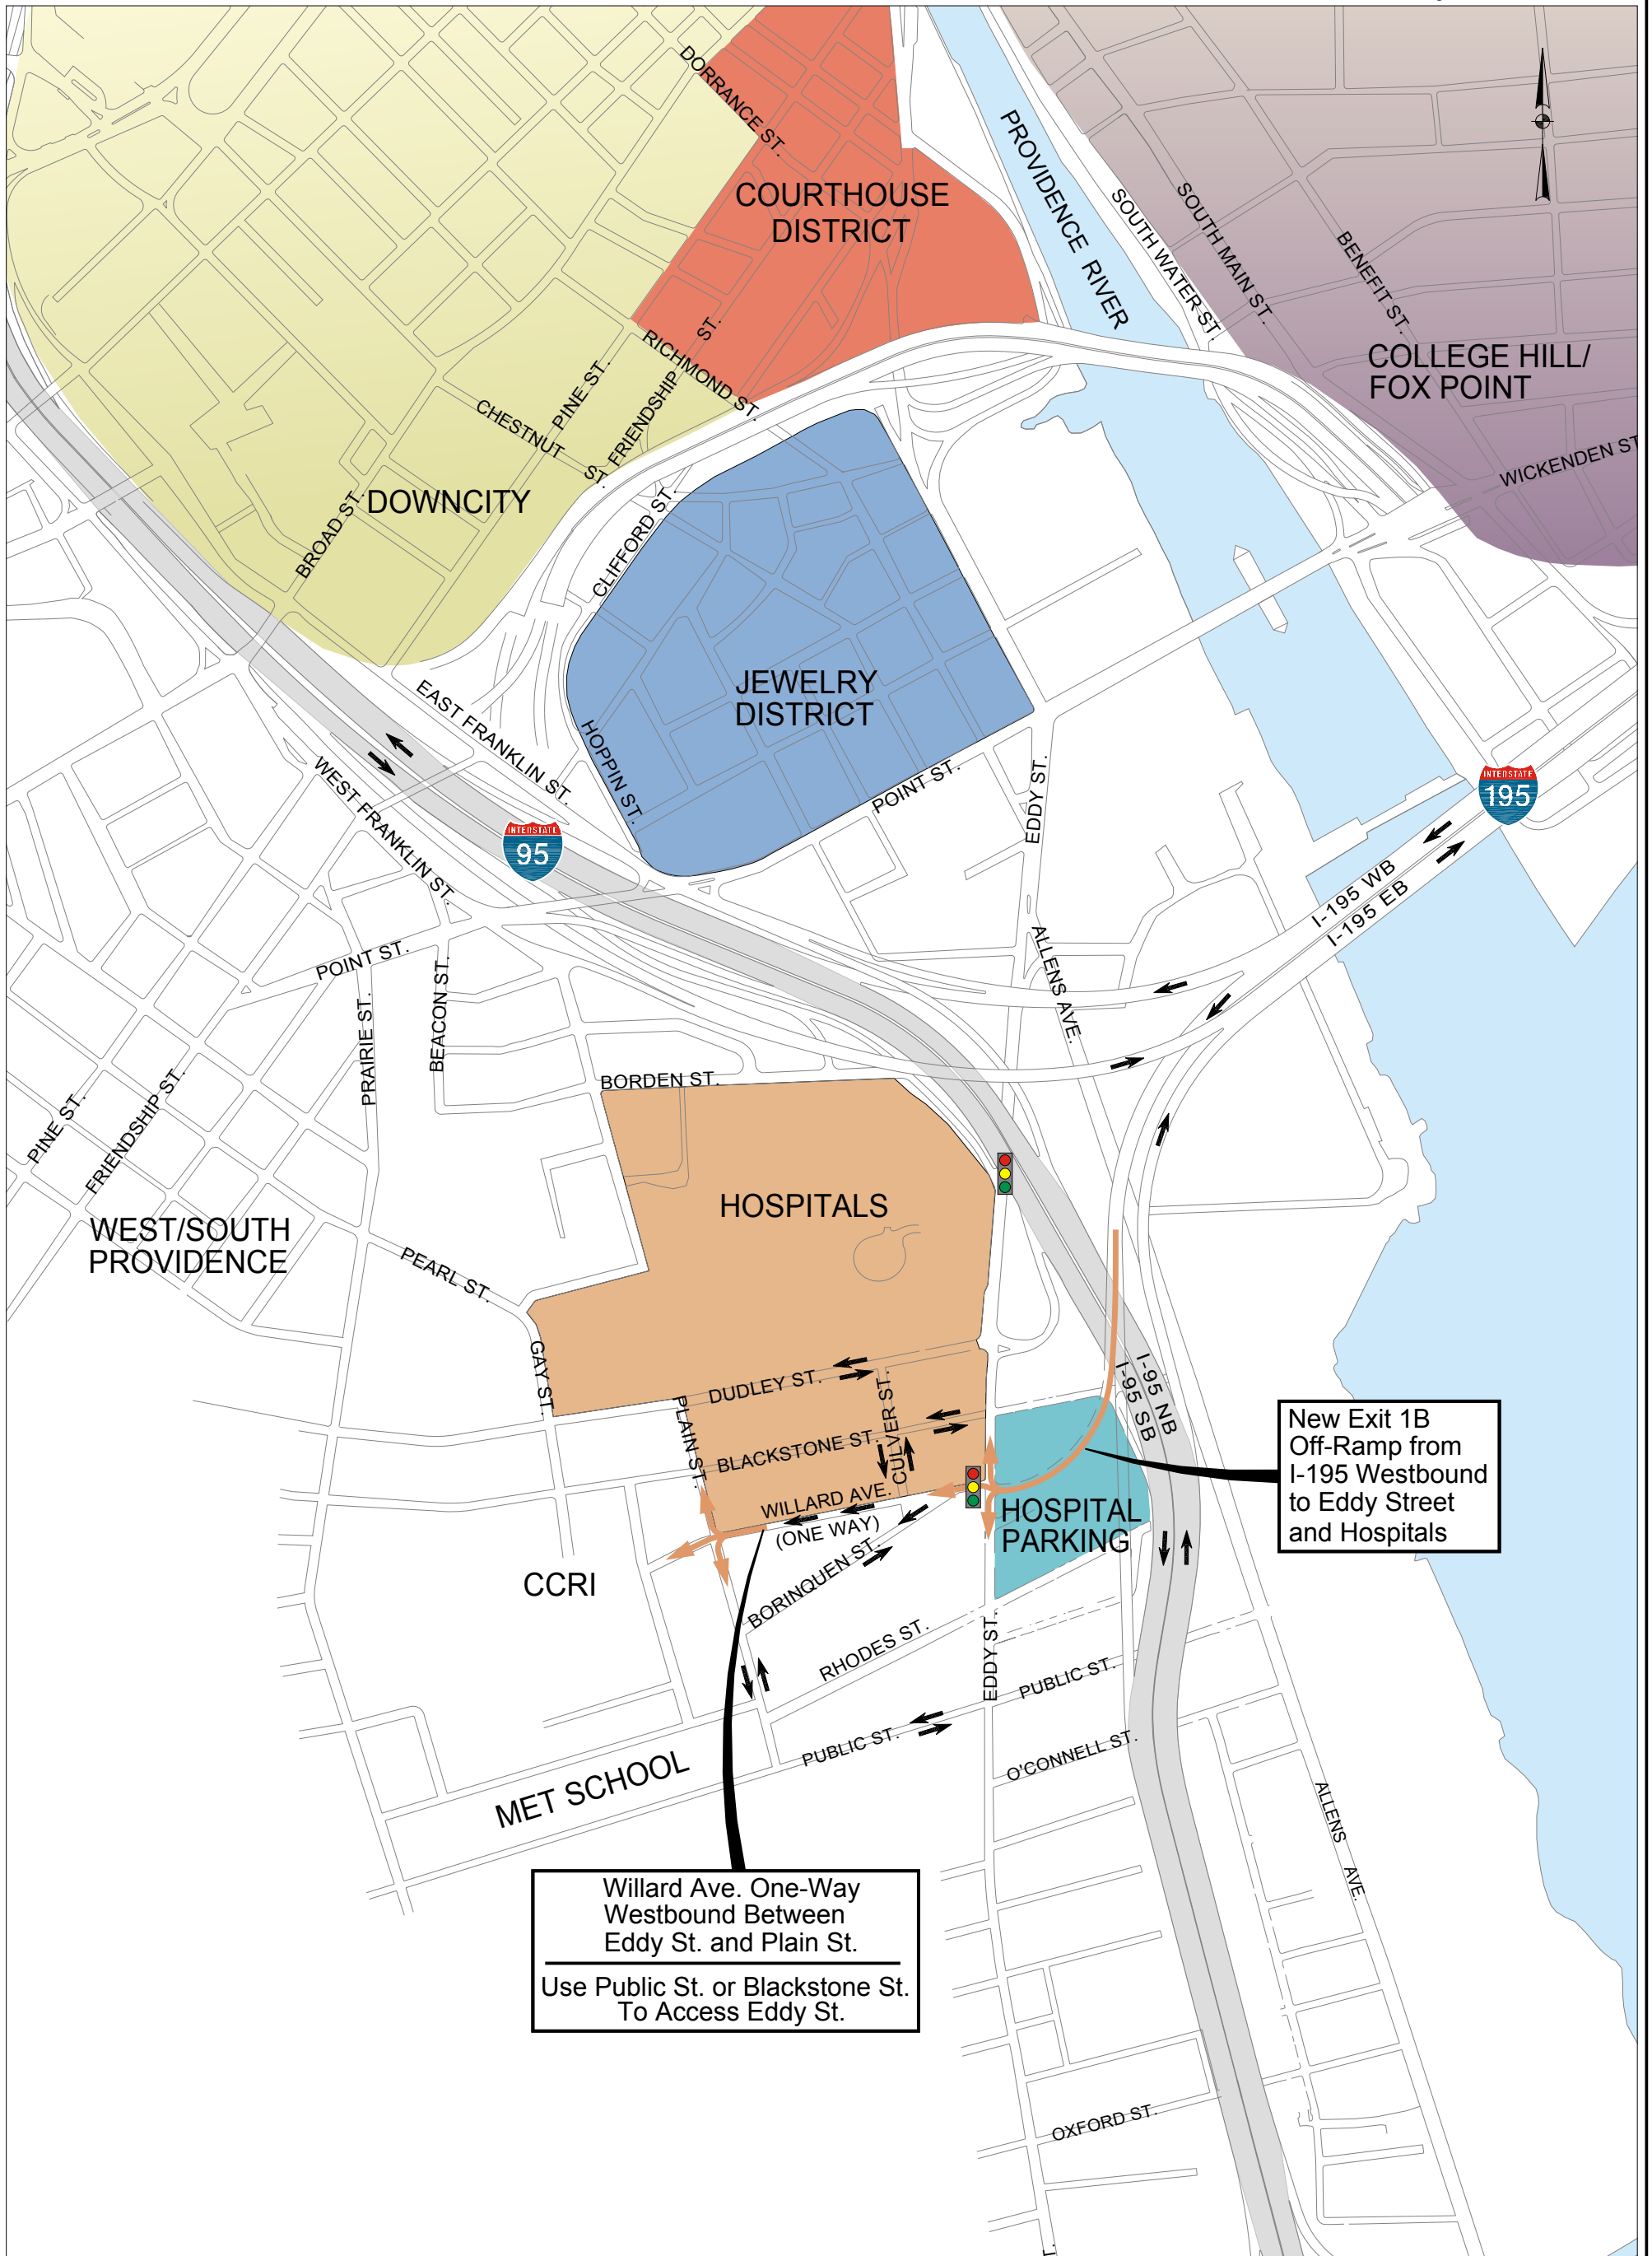 DORRANCE ST.
COURTHOUSE
DISTRICT
PROVIDENCE RIVER
SOUTH WATER ST.
SOUTH MAIN ST.
BENEFIT ST.
COLLEGE HILL/
FOX POINT
WICKENDEN ST
RICHMOND ST.
PINE ST.
FRIENDSHIP ST.
CHESTNUT ST.
DOWNCITY
BROAD ST.
CLIFFORD ST.
JEWELRY
DISTRICT
EAST FRANKLIN ST.
HOPPIN ST.
WEST FRANKLIN ST.
INTERSTATE
95
POINT ST.
EDDY ST.
INTERSTATE
195
I-195 WB
I-195 EB
ALLENS AVE.
POINT ST.
PRAIRIE ST.
BEACON ST.
BORDEN ST.
PINE ST.
FRIENDSHIP ST.
HOSPITALS
WEST/SOUTH
PROVIDENCE
PEARL ST.
GAY ST.
DUDLEY ST.
PLAIN ST.
CULVER ST.
BLACKSTONE ST.
WILLARD AVE.
(ONE WAY)
I-95 NB
I-95 SB
New Exit 1B
Off-Ramp from
I-195 Westbound
to Eddy Street
and Hospitals
HOSPITAL
PARKING
CCRI
BORINQUEN ST.
RHODES ST.
EDDY ST.
PUBLIC ST.
PUBLIC ST.
O'CONNELL ST.
MET SCHOOL
ALLENS AVE.
Willard Ave. One-Way
Westbound Between
Eddy St. and Plain St.
Use Public St. or Blackstone St.
To Access Eddy St.
OXFORD ST.